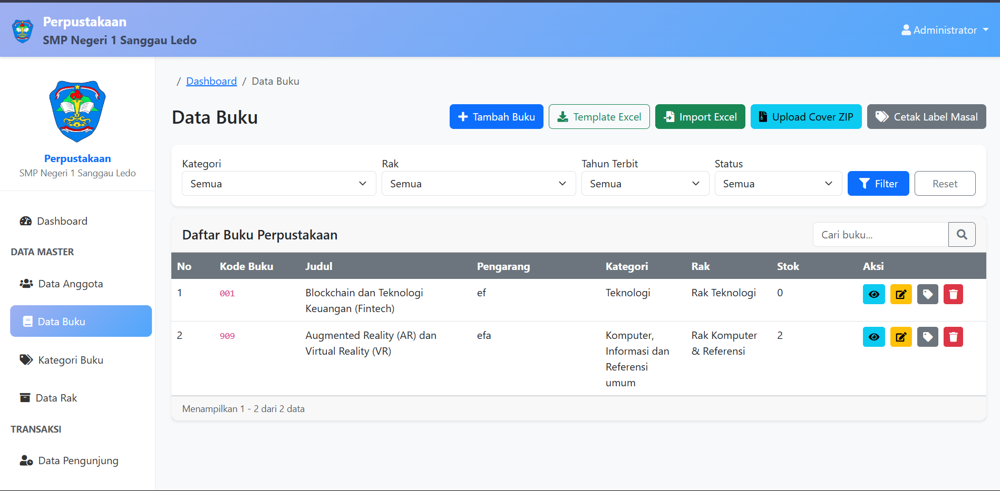 Perpustakaan
SMP Negeri 1 Sanggau Ledo
Administrator
Perpustakaan
SMP Negeri 1 Sanggau Ledo
Dashboard
DATA MASTER
Data Anggota
Data Buku
Kategori Buku
Data Rak
TRANSAKSI
Data Pengunjung
/ Dashboard / Data Buku
Data Buku
Tambah Buku
Template Excel
Import Excel
Upload Cover ZIP
Cetak Label Masal
Kategori
Semua
Rak
Semua
Tahun Terbit
Semua
Status
Semua
Filter
Reset
Daftar Buku Perpustakaan
Cari buku...
No Kode Buku Judul Pengarang Kategori Rak Stok Aksi
1 001 Blockchain dan Teknologi ef Teknologi Rak Teknologi 0
Keuangan (Fintech)
2 909 Augmented Reality (AR) dan efa Komputer, Rak Komputer 2
Virtual Reality (VR) Informasi dan & Referensi
Referensi
umum
Menampilkan 1 - 2 dari 2 data